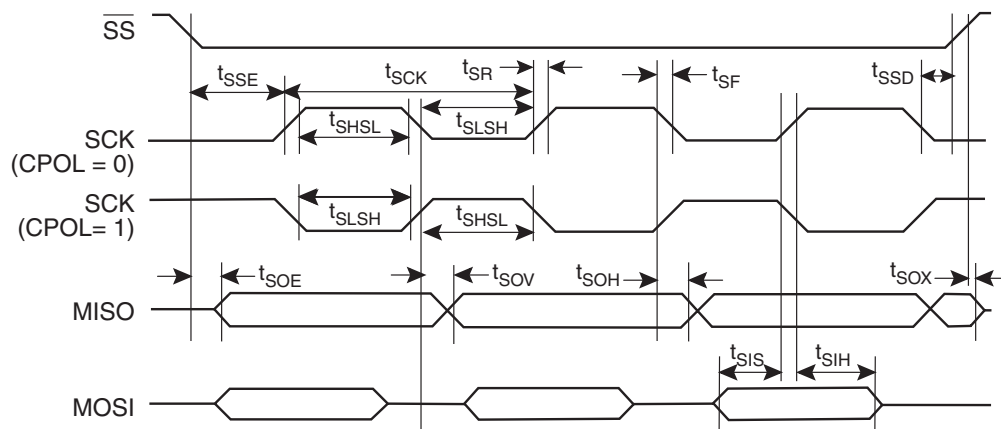 SS
tSSE
tSCK
tSR
tSF
tSSD
tSHSL
tSLSH
SCK
(CPOL = 0)
SCK
(CPOL= 1)
tSLSH
tSHSL
tSOE
tSOV
tSOH
tSOX
MISO
tSIS
tSIH
MOSI